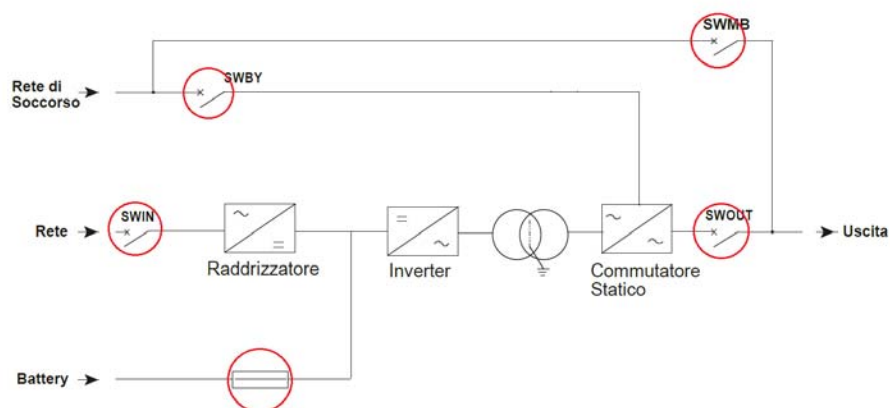 SWMB
SWBY
Rete di
Soccorso
SWIN
SWOUT
Rete
Uscita
Raddrizzatore
Inverter
Commutatore
Statico
Battery